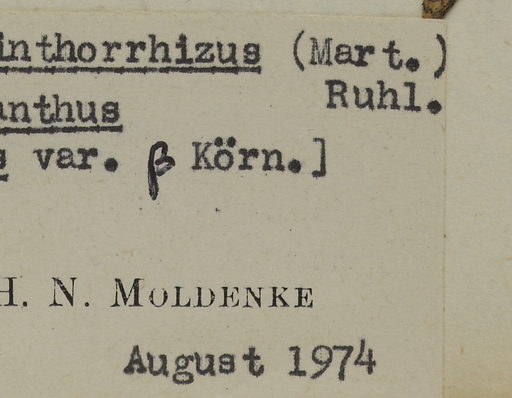 inthorrhizus (Mart.)
Ruhl.
anthus
s var. β Körn.]
H. N. MOLDENKE
August 1974